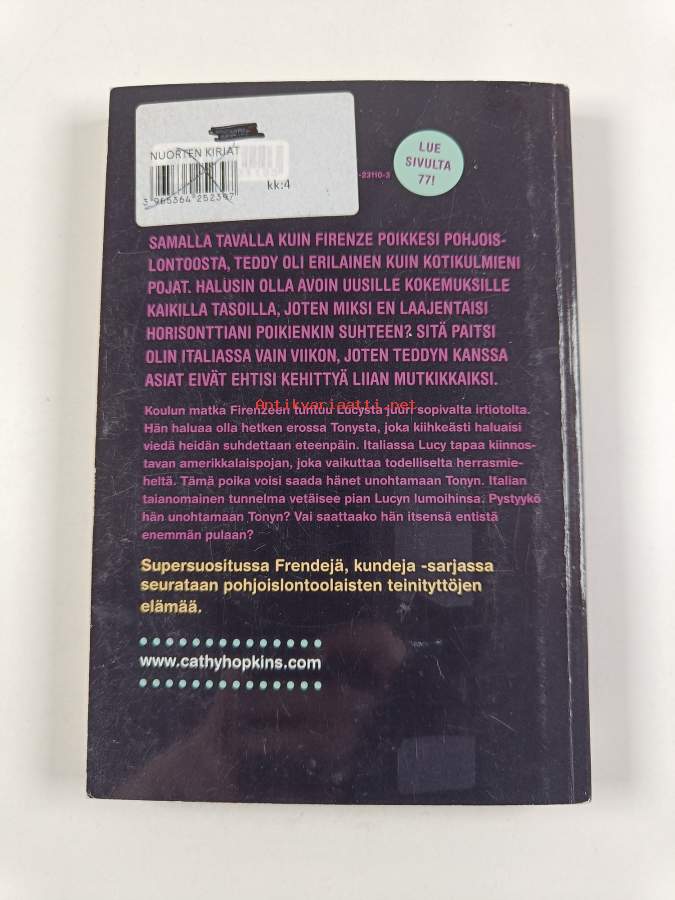 NUORTEN KIRJAT
kk:4
-23110-3
LUE
SIVULTA
77!
SAMALLA TAVALLA KUIN FIRENZE POIKKESI POHJOIS-
LONTOOSTA, TEDDY OLI ERILAINEN KUIN KOTIKULMIENI
POJAT. HALUSIN OLLA AVOIN UUSILLE KOKEMUKSILLE
KAIKILLA TASOILLA, JOTEN MIKSI EN LAAJENTAISI
HORISONTTIANI POIKIENKIN SUHTEEN? SITÄ PAITSI
OLIN ITALIASSA VAIN VIIKON, JOTEN TEDDYN KANSSA
ASIAT EIVÄT EHTISI KEHITTYÄ LIIAN MUTKIKKAIKSI.
Antikvariaatti.net
Koulun matka Firenzeen tuntuu Lucysta juuri sopivalta irtiotolta.
Hän haluaa olla hetken erossa Tonysta, joka kiihkeästi haluaisi
viedä heidän suhdettaan eteenpäin. Italiassa Lucy tapaa kiinnos-
tavan amerikkalaispojan, joka vaikuttaa todelliselta herrasmie-
heltä. Tämä poika voisi saada hänet unohtamaan Tonyn. Italian
taianomainen tunnelma vetäisee pian Lucyn lumoihinsa. Pystyykö
hän unohtamaan Tonyn? Vai saattaako hän itsensä entistä
enemmän pulaan?
Supersuositussa Frendejä, kundeja -sarjassa
seurataan pohjoislontoolaisten teinityttöjen
elämää.
www.cathyhopkins.com